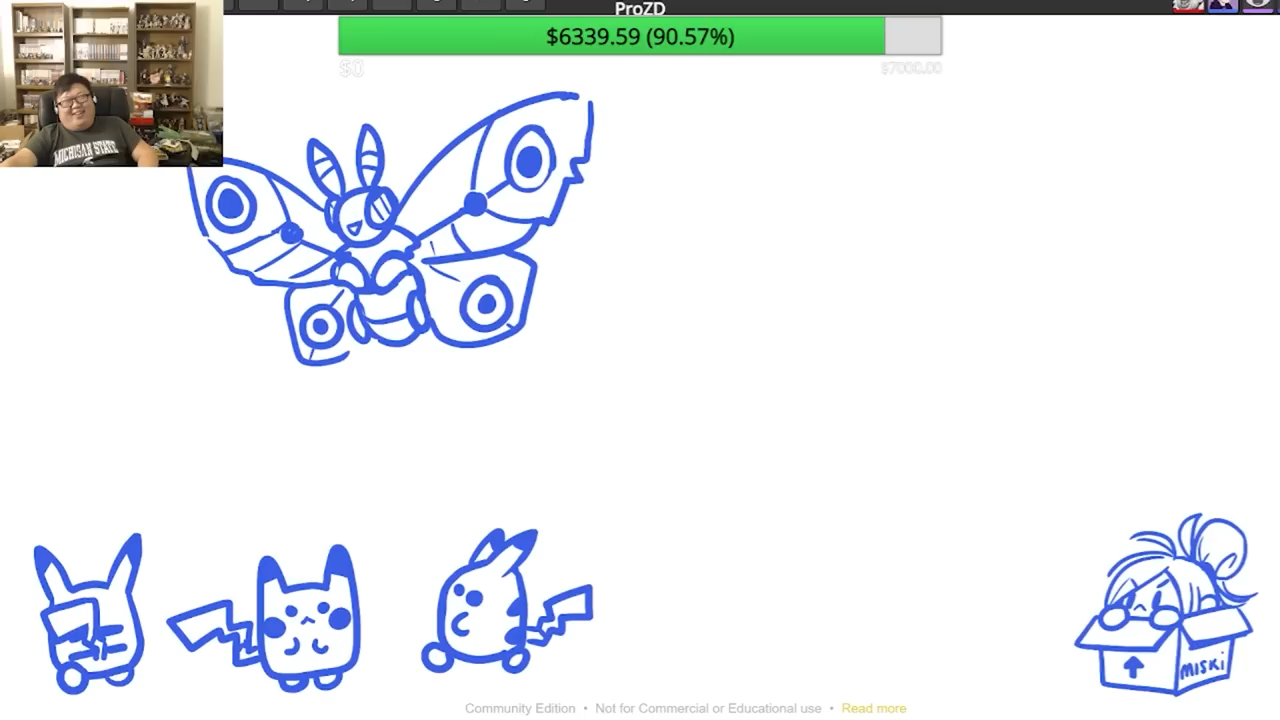 ProZD
$6339.59 (90.57%)
$0
$7000.00
MICHIGAN STATE
MISKI
Community Edition • Not for Commercial or Educational use • Read more